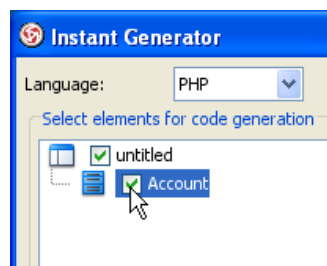 Instant Generator
Language: PHP
Select elements for code generation
untitled
Account